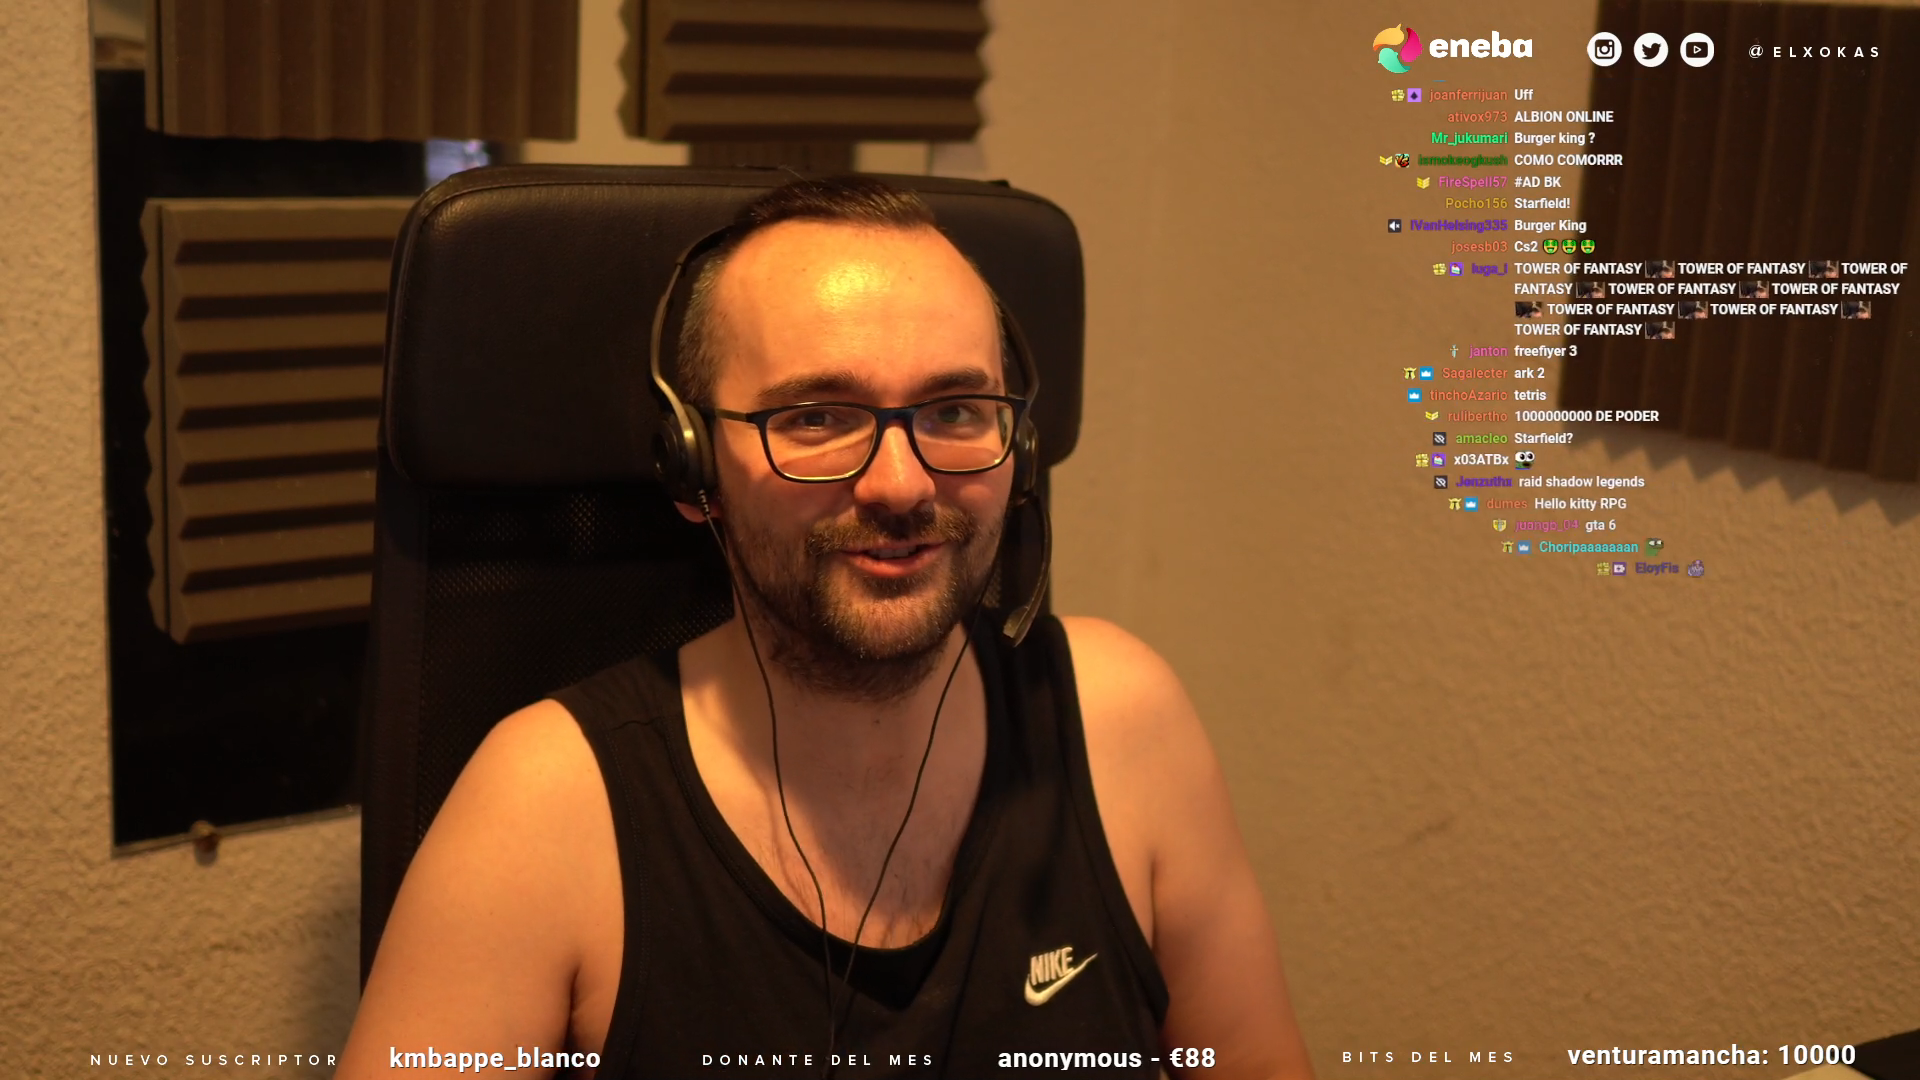 eneba
@ELXOKAS
joanferrijuan Uff
ativox973 ALBION ONLINE
Mr_jukumari Burger king ?
ismokeogkush COMO COMORRR
FireSpell57 #AD BK
Pocho156 Starfield!
IVanHelsing335 Burger King
josesb03 Cs2
luga_l TOWER OF FANTASY TOWER OF FANTASY TOWER OF
FANTASY TOWER OF FANTASY TOWER OF FANTASY
TOWER OF FANTASY TOWER OF FANTASY
TOWER OF FANTASY
janton freefiyer 3
Sagalecter ark 2
tinchoAzario tetris
rulibertho 1000000000 DE PODER
amacleo Starfield?
x03ATBx
raid shadow legends
dumes Hello kitty RPG
juangp_04 gta 6
Choripaaaaaaan
EloyFis
NIKE
NUEVO SUSCRIPTOR kmbappe_blanco DONANTE DEL MES anonymous - €88 BITS DEL MES venturamancha: 10000